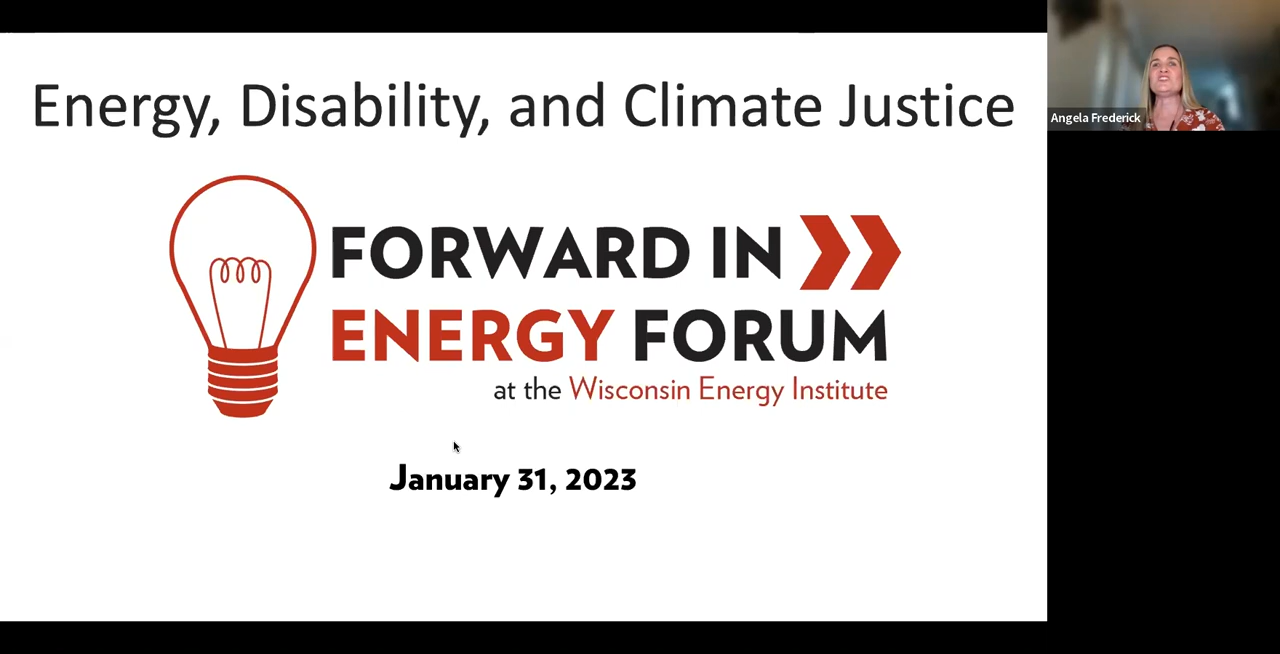 Energy, Disability, and Climate Justice
FORWARD IN
ENERGY FORUM
at the Wisconsin Energy Institute
January 31, 2023
Angela Frederick